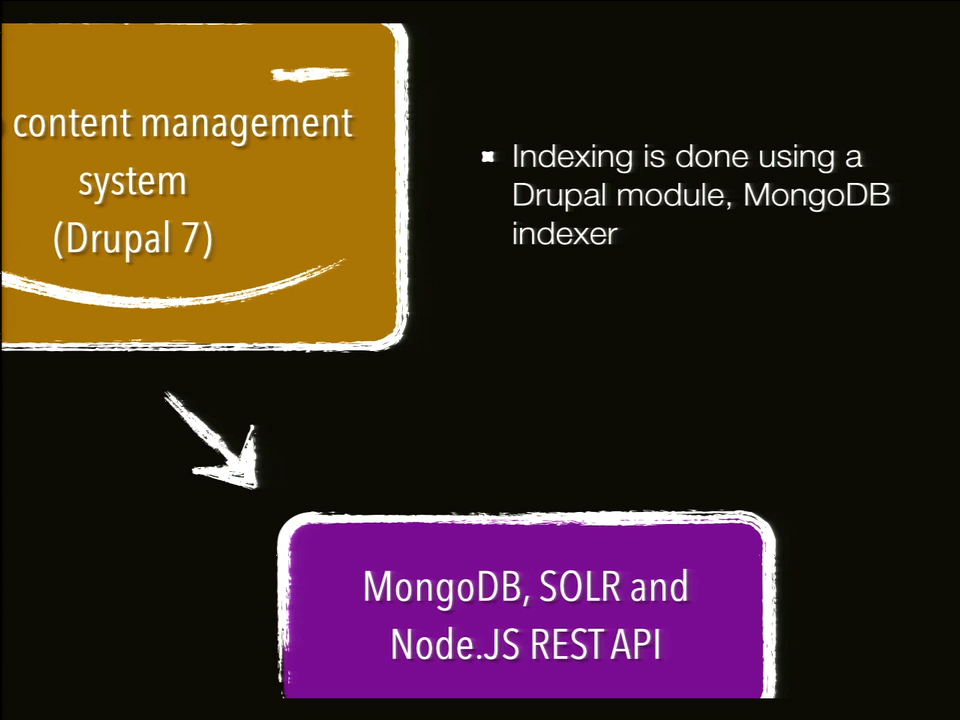 content management
system
(Drupal 7)
Indexing is done using a
Drupal module, MongoDB
indexer
MongoDB, SOLR and
Node.JS REST API